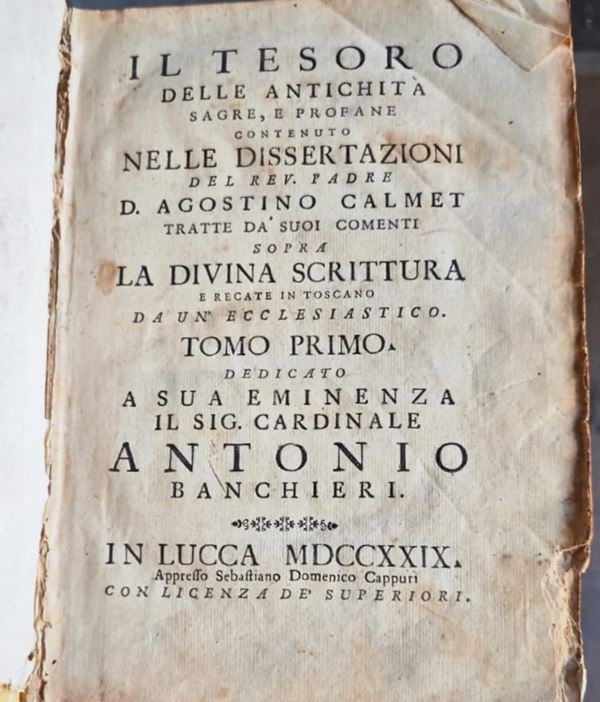 IL TESORO
DELLE ANTICHITÀ
SAGRE, E PROFANE
CONTENUTO
NELLE DISSERTAZIONI
DEL REV. PADRE
D. AGOSTINO CALMET
TRATTE DA' SUOI COMENTI
SOPRA
LA DIVINA SCRITTURA
E RECATE IN TOSCANO
DA UN' ECCLESIASTICO.
TOMO PRIMO.
DEDICATO
A SUA EMINENZA
IL SIG. CARDINALE
ANTONIO
BANCHIERI.
IN LUCCA MDCCXXIX.
Appreſſo Sebaſtiano Domenico Cappuri
CON LICENZA DE' SUPERIORI.